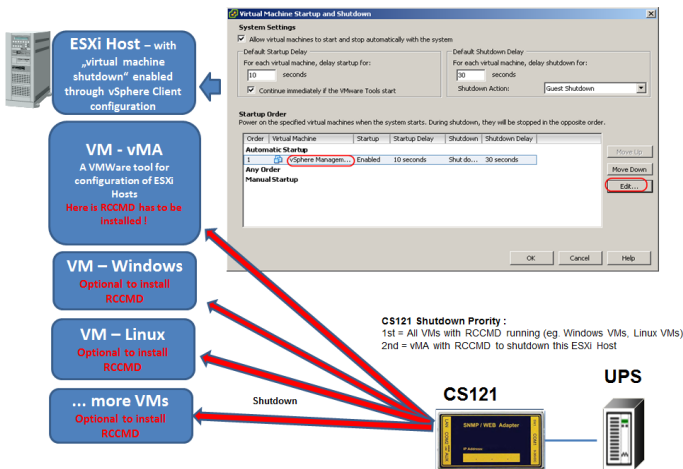 ESXi Host – with
„virtual machine
shutdown“ enabled
through vSphere Client
configuration
VM - vMA
A VMWare tool for
configuration of ESXi
Hosts
Here is RCCMD has to be
installed !
VM – Windows
Optional to install
RCCMD
VM – Linux
Optional to install
RCCMD
... more VMs
Optional to install
RCCMD
Virtual Machine Startup and Shutdown
System Settings
Allow virtual machines to start and stop automatically with the system
Default Startup Delay
For each virtual machine, delay startup for:
10 seconds
Continue immediately if the VMware Tools start
Default Shutdown Delay
For each virtual machine, delay shutdown for:
30 seconds
Shutdown Action: Guest Shutdown
Startup Order
Power on the specified virtual machines when the system starts. During shutdown, they will be stopped in the opposite order.
Order Virtual Machine Startup Startup Delay Shutdown Shutdown Delay
Automatic Startup
1 vSphere Managem... Enabled 10 seconds Shut do... 30 seconds
Any Order
Manual Startup
Move Up
Move Down
Edit...
OK Cancel Help
CS121 Shutdown Prority :
1st = All VMs with RCCMD running (eg. Windows VMs, Linux VMs)
2nd = vMA with RCCMD to shutdown this ESXi Host
Shutdown
CS121
UPS
SNMP / WEB Adapter
IP Address